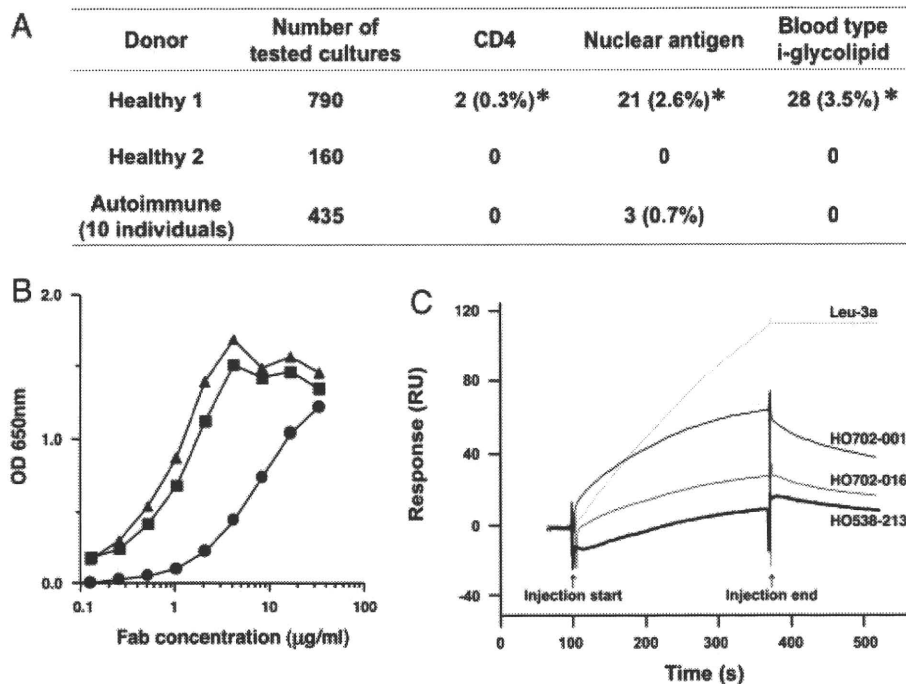 A
Donor Number of tested cultures CD4 Nuclear antigen Blood type i-glycolipid
Healthy 1 790 2 (0.3%)* 21 (2.6%)* 28 (3.5%)*
Healthy 2 160 0 0 0
Autoimmune (10 individuals) 435 0 3 (0.7%) 0
B
OD 650nm
2.0
1.0
0.0
0.1 1 10 100
Fab concentration (μg/ml)
C
Response (RU)
120
80
40
0
-40
Leu-3a
HO702-001
HO702-016
HO538-213
Injection start Injection end
0 100 200 300 400 500
Time (s)